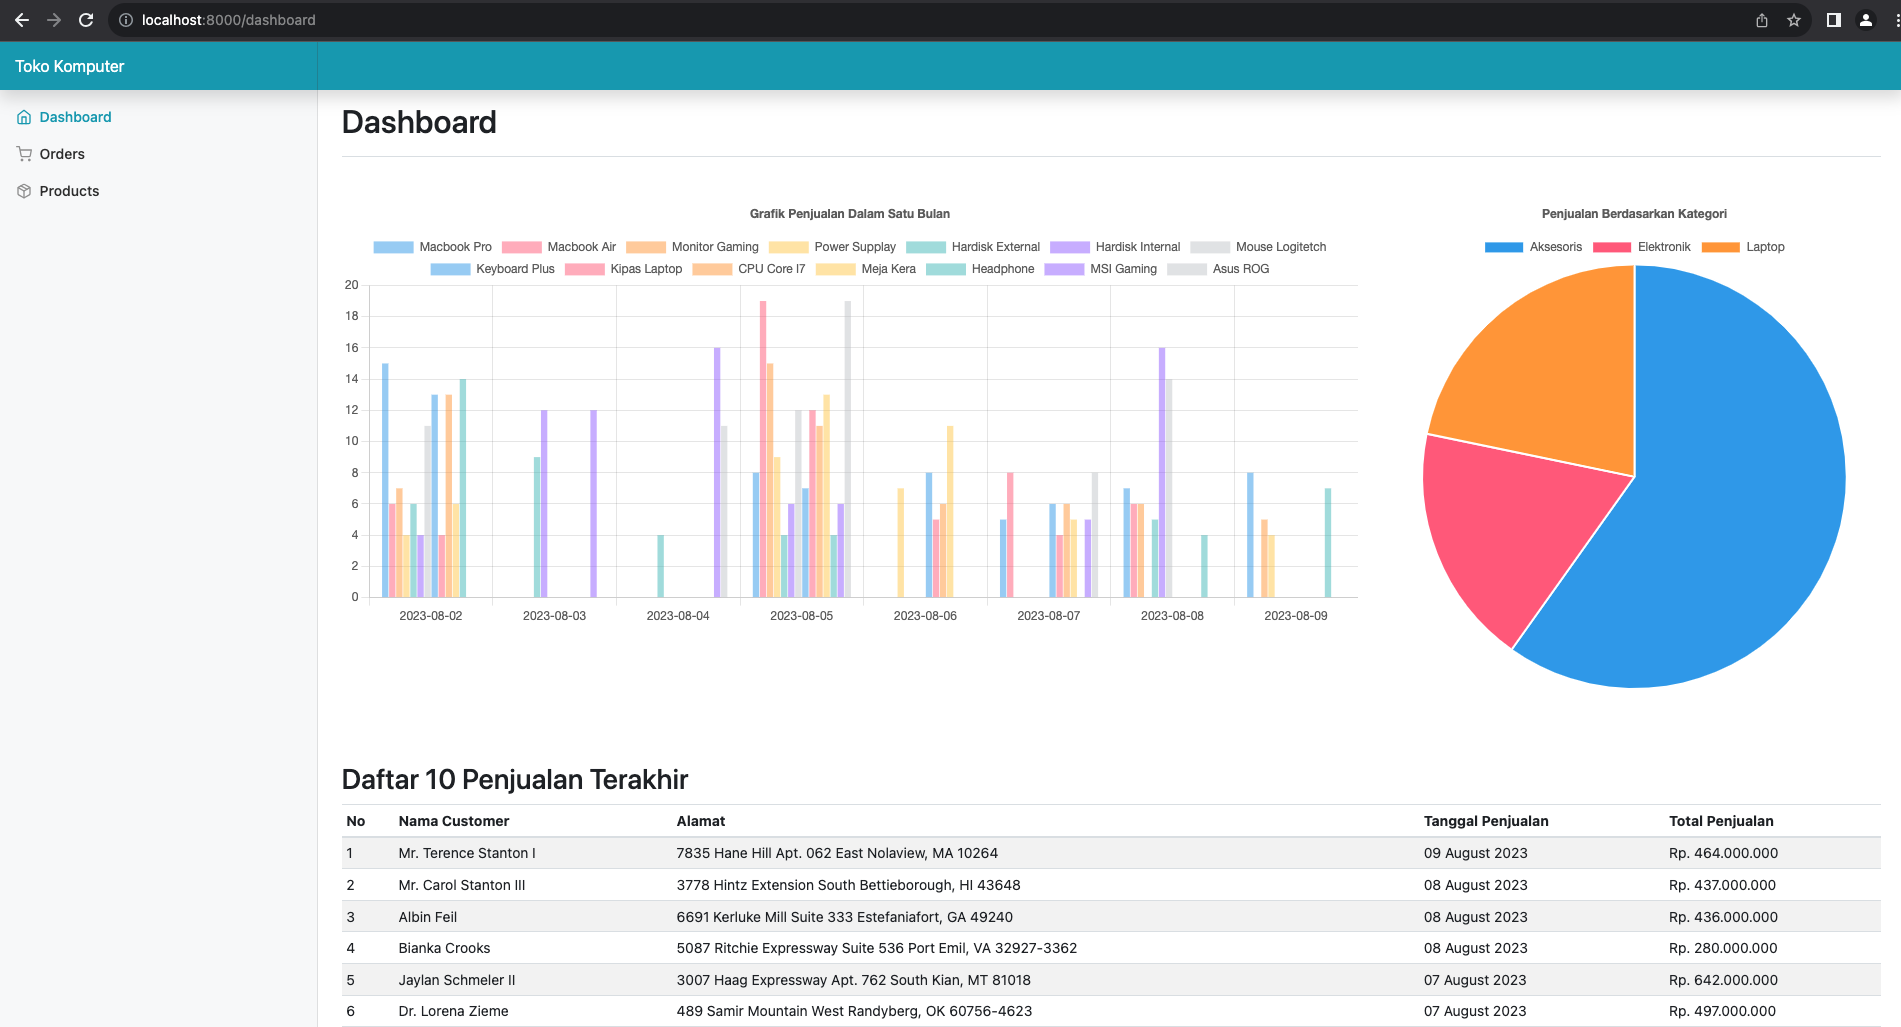 localhost:8000/dashboard
Toko Komputer
Dashboard
Orders
Products
Dashboard
Grafik Penjualan Dalam Satu Bulan
Macbook Pro Macbook Air Monitor Gaming Power Supplay Hardisk External Hardisk Internal Mouse Logitetch
Keyboard Plus Kipas Laptop CPU Core I7 Meja Kera Headphone MSI Gaming Asus ROG
20
18
16
14
12
10
8
6
4
2
0
2023-08-02 2023-08-03 2023-08-04 2023-08-05 2023-08-06 2023-08-07 2023-08-08 2023-08-09
Penjualan Berdasarkan Kategori
Aksesoris Elektronik Laptop
Daftar 10 Penjualan Terakhir
No Nama Customer Alamat Tanggal Penjualan Total Penjualan
1 Mr. Terence Stanton I 7835 Hane Hill Apt. 062 East Nolaview, MA 10264 09 August 2023 Rp. 464.000.000
2 Mr. Carol Stanton III 3778 Hintz Extension South Bettieborough, HI 43648 08 August 2023 Rp. 437.000.000
3 Albin Feil 6691 Kerluke Mill Suite 333 Estefaniafort, GA 49240 08 August 2023 Rp. 436.000.000
4 Bianka Crooks 5087 Ritchie Expressway Suite 536 Port Emil, VA 32927-3362 08 August 2023 Rp. 280.000.000
5 Jaylan Schmeler II 3007 Haag Expressway Apt. 762 South Kian, MT 81018 07 August 2023 Rp. 642.000.000
6 Dr. Lorena Zieme 489 Samir Mountain West Randyberg, OK 60756-4623 07 August 2023 Rp. 497.000.000